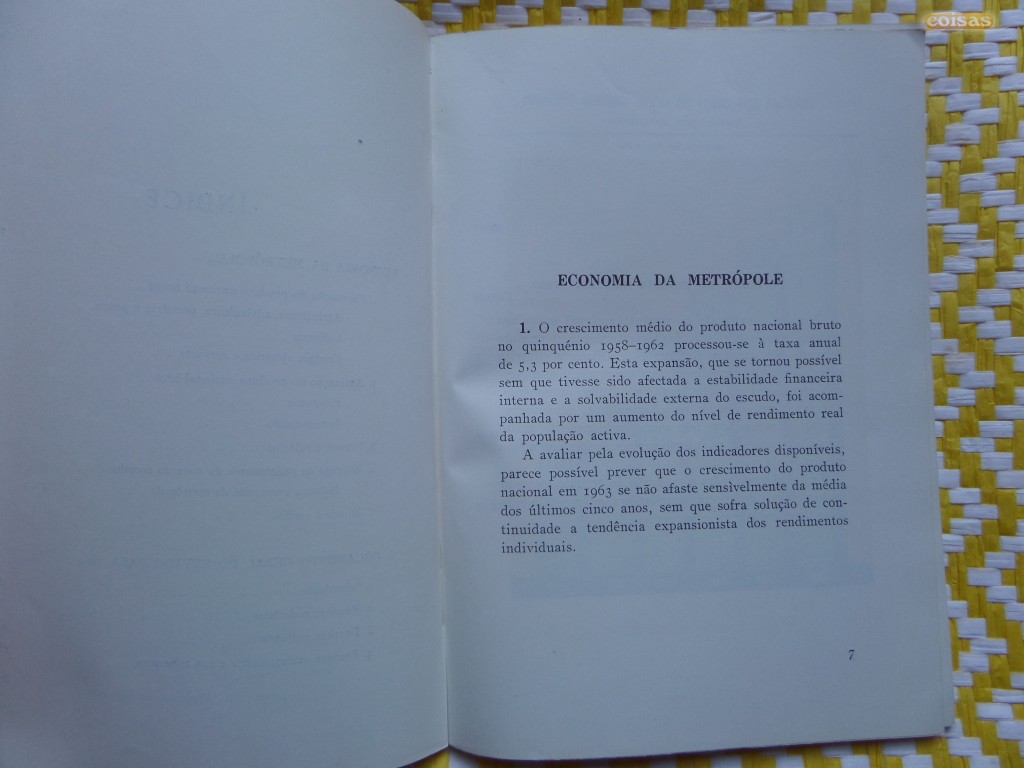 coisas
INDICE
ECONOMIA DA METRÓPOLE
1. O crescimento médio do produto nacional bruto
no quinquénio 1958-1962 processou-se à taxa anual
de 5,3 por cento. Esta expansão, que se tornou possível
sem que tivesse sido afectada a estabilidade financeira
interna e a solvabilidade externa do escudo, foi acom-
panhada por um aumento do nível de rendimento real
da população activa.
A avaliar pela evolução dos indicadores disponíveis,
parece possível prever que o crescimento do produto
nacional em 1963 se não afaste sensìvelmente da média
dos últimos cinco anos, sem que sofra solução de con-
tinuidade a tendência expansionista dos rendimentos
individuais.
7